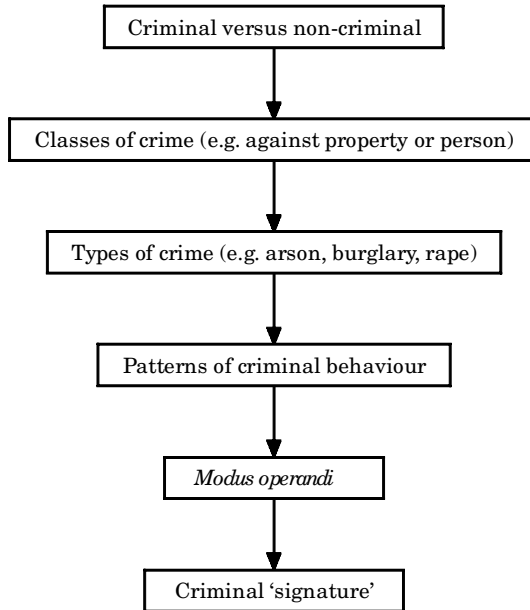 Criminal versus non-criminal
Classes of crime (e.g. against property or person)
Types of crime (e.g. arson, burglary, rape)
Patterns of criminal behaviour
Modus operandi
Criminal ‘signature’